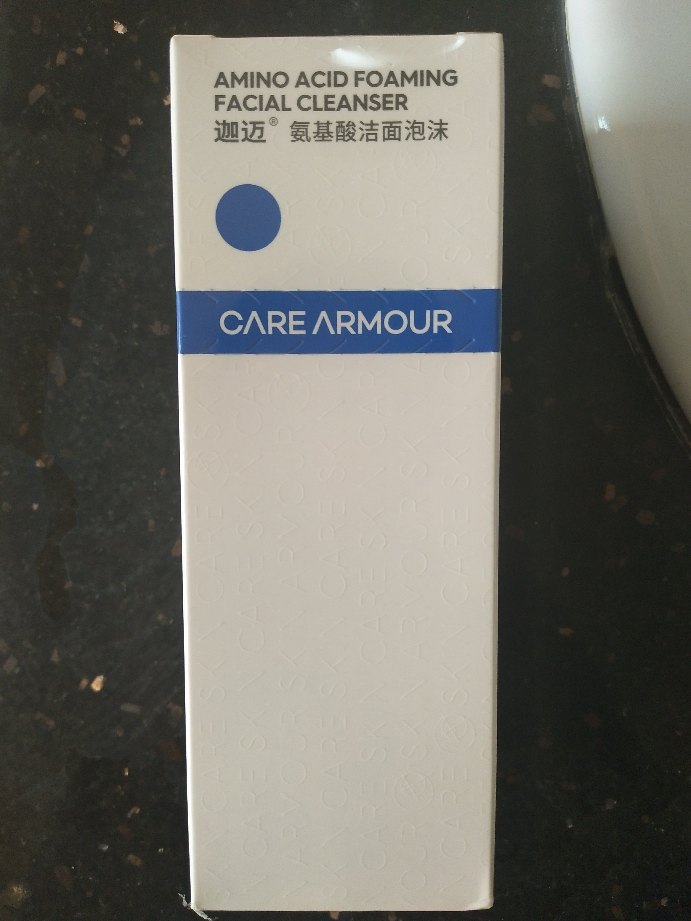 AMINO ACID FOAMING
FACIAL CLEANSER
迦迈® 氨基酸洁面泡沫
CARE ARMOUR